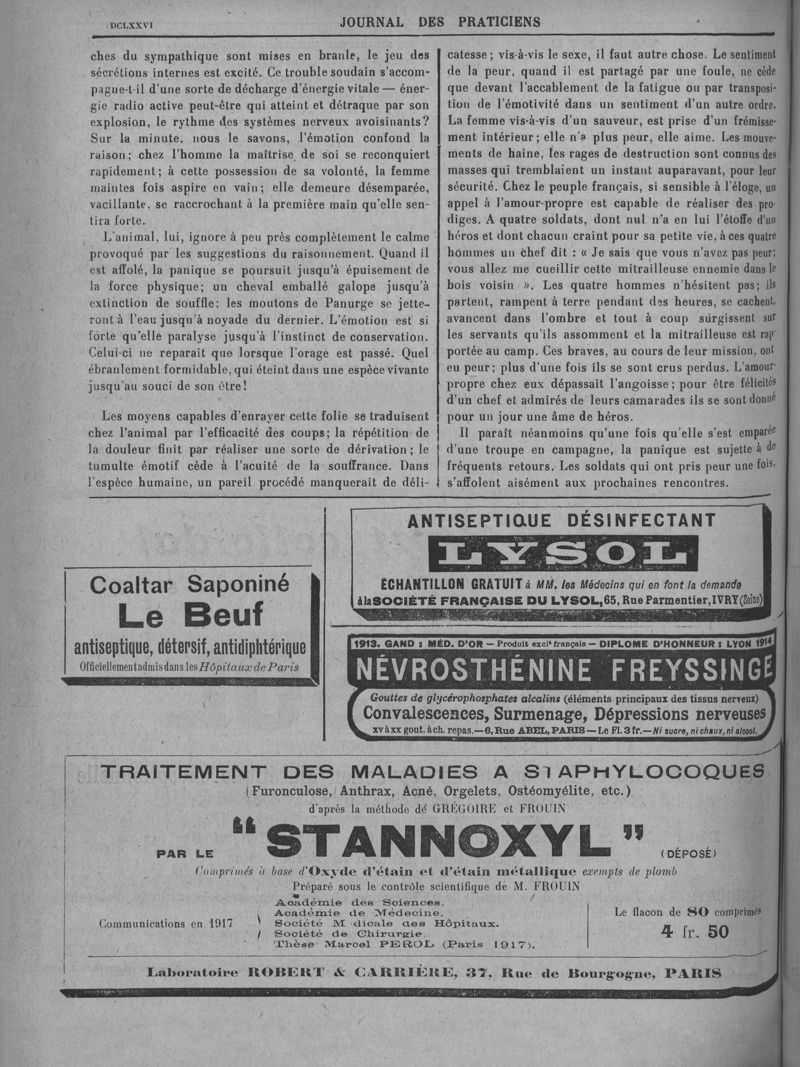 DCLXXVI
JOURNAL DES PRATICIENS
ches du sympathique sont mises en branle, le jeu des
sécrétions internes est excité. Ce trouble soudain s'accom-
pague-t-il d'une sorte de décharge d'énergie vitale — éner-
gie radio active peut-être qui atteint et détraque par son
explosion, le rythme des systèmes nerveux avoisinants?
Sur la minute, nous le savons, l'émotion confond la
raison; chez l'homme la maîtrise de soi se reconquiert
rapidement; à cette possession de sa volonté, la femme
maintes fois aspire en vain; elle demeure désemparée,
vacillante, se raccrochant à la première main qu'elle sen-
tira forte.
L'animal, lui, ignore à peu près complètement le calme
provoqué par les suggestions du raisonnement. Quand il
est affolé, la panique se poursuit jusqu'à épuisement de
la force physique; un cheval emballé galope jusqu'à
extinction de souffle; les moutons de Panurge se jette-
ront à l'eau jusqu'à noyade du dernier. L'émotion est si
forte qu'elle paralyse jusqu'à l'instinct de conservation.
Celui-ci ne reparait que lorsque l'orage est passé. Quel
ébranlement formidable, qui éteint dans une espèce vivante
jusqu'au souci de son être!
Les moyens capables d'enrayer cette folie se traduisent
chez l'animal par l'efficacité des coups; la répétition de
la douleur finit par réaliser une sorte de dérivation; le
tumulte émotif cède à l'acuité de la souffrance. Dans
l'espèce humaine, un pareil procédé manquerait de déli-
catesse; vis-à-vis le sexe, il faut autre chose. Le sentiment
de la peur, quand il est partagé par une foule, ne cède
que devant l'accablement de la fatigue ou par transposi-
tion de l'émotivité dans un sentiment d'un autre ordre.
La femme vis-à-vis d'un sauveur, est prise d'un frémisse-
ment intérieur; elle n'a plus peur, elle aime. Les mouve-
ments de haine, les rages de destruction sont connus des
masses qui tremblaient un instant auparavant, pour leur
sécurité. Chez le peuple français, si sensible à l'éloge, un
appel à l'amour-propre est capable de réaliser des pro
diges. A quatre soldats, dont nul n'a en lui l'étoffe d'un
héros et dont chacun craint pour sa petite vie, à ces quatre
hommes un chef dit : « Je sais que vous n'avez pas peur;
vous allez me cueillir cette mitrailleuse ennemie dans le
bois voisin ». Les quatre hommes n'hésitent pas; ils
partent, rampent à terre pendant des heures, se cachent,
avancent dans l'ombre et tout à coup surgissent sur
les servants qu'ils assomment et la mitrailleuse est rap-
portée au camp. Ces braves, au cours de leur mission, ont
eu peur; plus d'une fois ils se sont crus perdus. L'amour-
propre chez eux dépassait l'angoisse; pour être félicités
d'un chef et admirés de leurs camarades ils se sont donné
pour un jour une âme de héros.
Il paraît néanmoins qu'une fois qu'elle s'est emparée
d'une troupe en campagne, la panique est sujette à de
fréquents retours. Les soldats qui ont pris peur une fois,
s'affolent aisément aux prochaines rencontres.
Coaltar Saponiné
Le Beuf
antiseptique, détersif, antidiphtérique
Officiellement admis dans les Hôpitaux de Paris
ANTISEPTIQUE DÉSINFECTANT
LYSOL
ÉCHANTILLON GRATUIT à MM. les Médecins qui en font la demande
à la SOCIÉTÉ FRANÇAISE DU LYSOL, 65, Rue Parmentier, IVRY (Seine)
1913. GAND : MÉD. D'OR — Produit exclt français — DIPLOME D'HONNEUR : LYON 1914
NÉVROSTHÉNINE FREYSSINGE
Gouttes de glycérophosphates alcalins (éléments principaux des tissus nerveux)
Convalescences, Surmenage, Dépressions nerveuses
XV à XX gout. à ch. repas. — 6, Rue ABEL, PARIS — Le Fl. 3 fr. — Ni sucre, ni chaux, ni alcool.
TRAITEMENT DES MALADIES A STAPHYLOCOQUES
(Furonculose, Anthrax, Acné, Orgelets, Ostéomyélite, etc.)
d'après la méthode de GRÉGOIRE et FROUIN
PAR LE "STANNOXYL" (DÉPOSÉ)
Comprimés à base d'Oxyde d'étain et d'étain métallique exempts de plomb
Préparé sous le contrôle scientifique de M. FROUIN
Communications en 1917
Académie des Sciences.
Académie de Médecine.
Société M dicale des Hôpitaux.
Société de Chirurgie.
Thèse Marcel PEROL (Paris 1917).
Le flacon de 80 comprimés
4 fr. 50
Laboratoire ROBERT & CARRIÈRE, 37, Rue de Bourgogne, PARIS